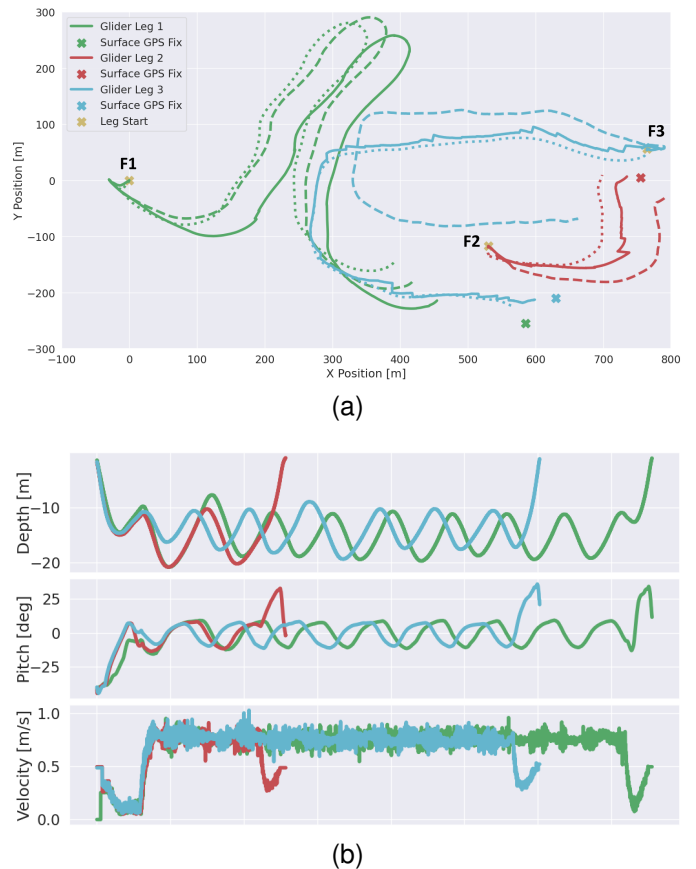 300
200
100
0
−100
−200
−300
Y Position [m]
Glider Leg 1
Surface GPS Fix
Glider Leg 2
Surface GPS Fix
Glider Leg 3
Surface GPS Fix
Leg Start
F1
F2
F3
−100 0 100 200 300 400 500 600 700 800
X Position [m]
(a)
Depth [m]
−10
−20
Pitch [deg]
25
0
−25
Velocity [m/s]
1.0
0.5
0.0
(b)